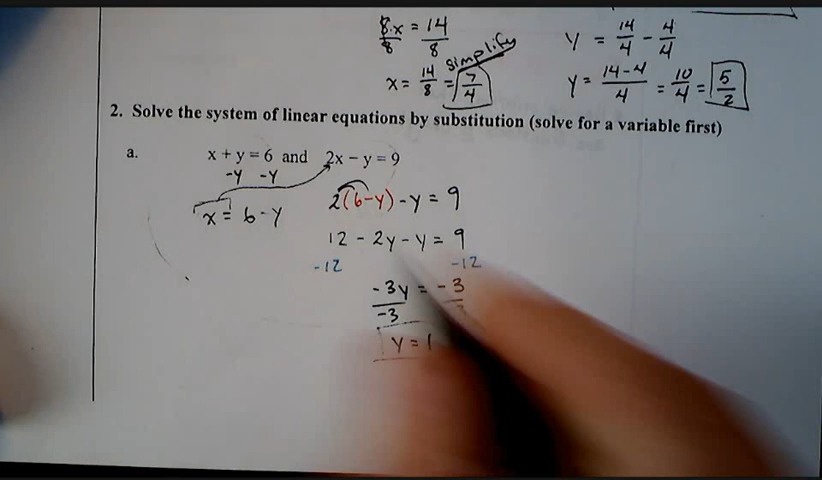 8·x = 14
8 8
x = 14/8 = 7/4
simplify
y = 14/4 - 4/4
y = 14-4/4 = 10/4 = 5/2
2. Solve the system of linear equations by substitution (solve for a variable first)
a. x + y = 6 and 2x – y = 9
-y -y
x = 6 - y
2(6-y) - y = 9
12 - 2y - y = 9
-12 -12
-3y = -3
-3
y = 1